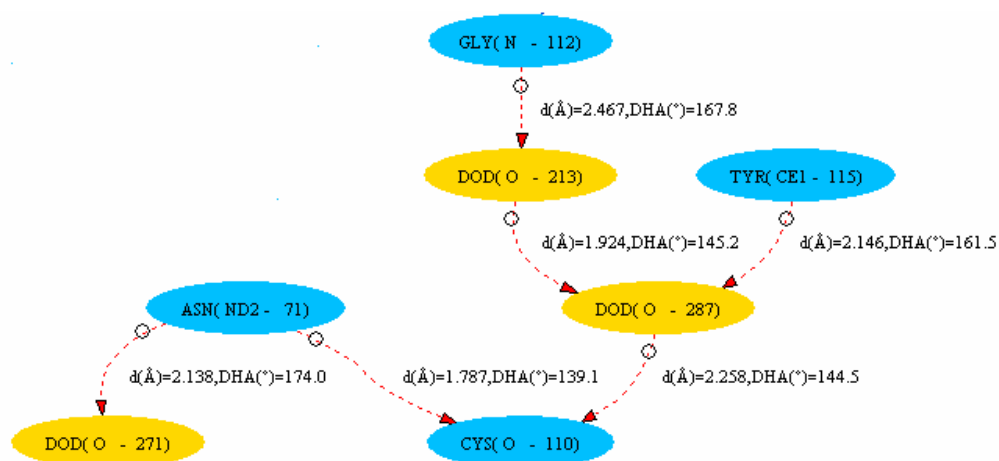 GLY( N - 112)
d(Å)=2.467,DHA(°)=167.8
DOD( O - 213)
TYR( CE1 - 115)
d(Å)=1.924,DHA(°)=145.2
d(Å)=2.146,DHA(°)=161.5
ASN( ND2 - 71)
DOD( O - 287)
d(Å)=2.138,DHA(°)=174.0
d(Å)=1.787,DHA(°)=139.1
d(Å)=2.258,DHA(°)=144.5
DOD( O - 271)
CYS( O - 110)